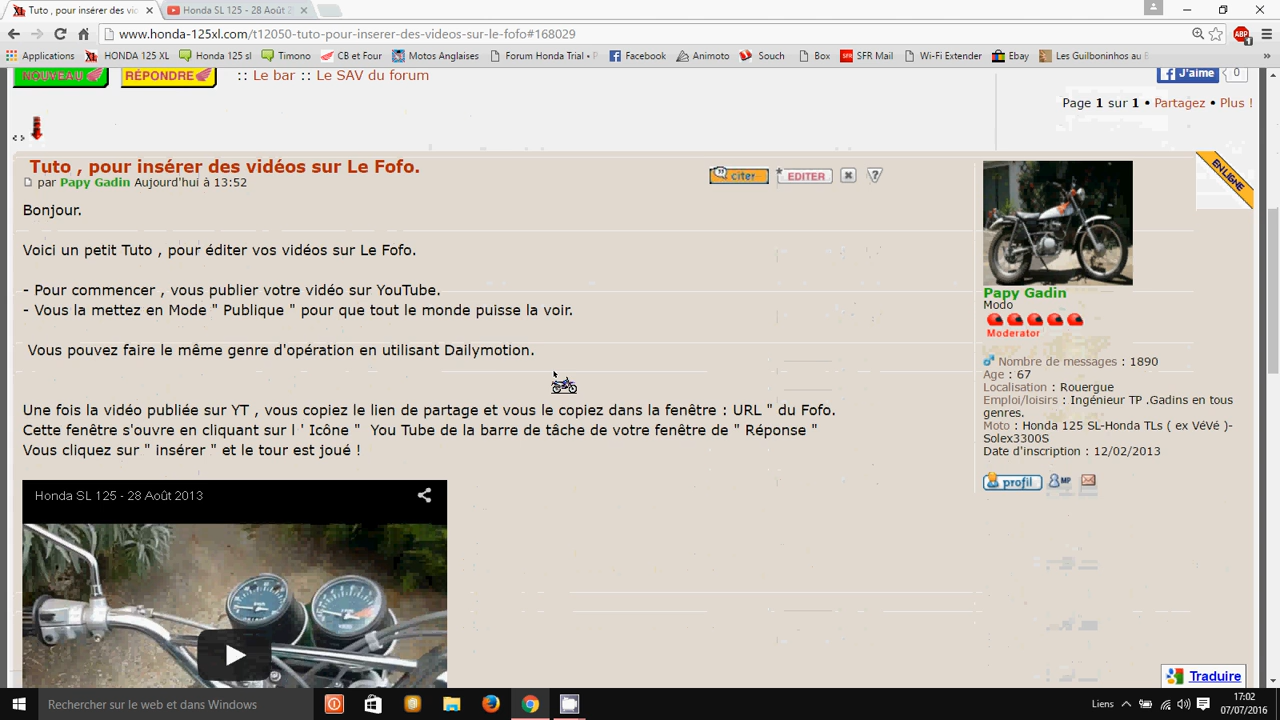 Tuto , pour insérer des vid
Honda SL 125 - 28 Août 2
www.honda-125xl.com/t12050-tuto-pour-inserer-des-videos-sur-le-fofo#168029
ABP 1
Applications XL HONDA 125 XL Honda 125 sl Timono CB et Four Motos Anglaises Forum Honda Trial • P Facebook Animoto Souch Box SFR Mail Wi-Fi Extender Ebay Les Guilboninhos au B »
NOUVEAU RÉPONDRE :: Le bar :: Le SAV du forum
J'aime 0
Page 1 sur 1 • Partagez • Plus !
Tuto , pour insérer des vidéos sur Le Fofo.
par Papy Gadin Aujourd'hui à 13:52
citer EDITER
EN LIGNE
Bonjour.
Voici un petit Tuto , pour éditer vos vidéos sur Le Fofo.
- Pour commencer , vous publier votre vidéo sur YouTube.
- Vous la mettez en Mode " Publique " pour que tout le monde puisse la voir.
Vous pouvez faire le même genre d'opération en utilisant Dailymotion.
Une fois la vidéo publiée sur YT , vous copiez le lien de partage et vous le copiez dans la fenêtre : URL " du Fofo.
Cette fenêtre s'ouvre en cliquant sur l ' Icône " You Tube de la barre de tâche de votre fenêtre de " Réponse "
Vous cliquez sur " insérer " et le tour est joué !
Honda SL 125 - 28 Août 2013
Papy Gadin
Modo
Moderator
Nombre de messages : 1890
Age : 67
Localisation : Rouergue
Emploi/loisirs : Ingénieur TP .Gadins en tous
genres.
Moto : Honda 125 SL-Honda TLs ( ex VéVé )-
Solex3300S
Date d'inscription : 12/02/2013
profil MP
Traduire
Rechercher sur le web et dans Windows
Liens
17:02
07/07/2016